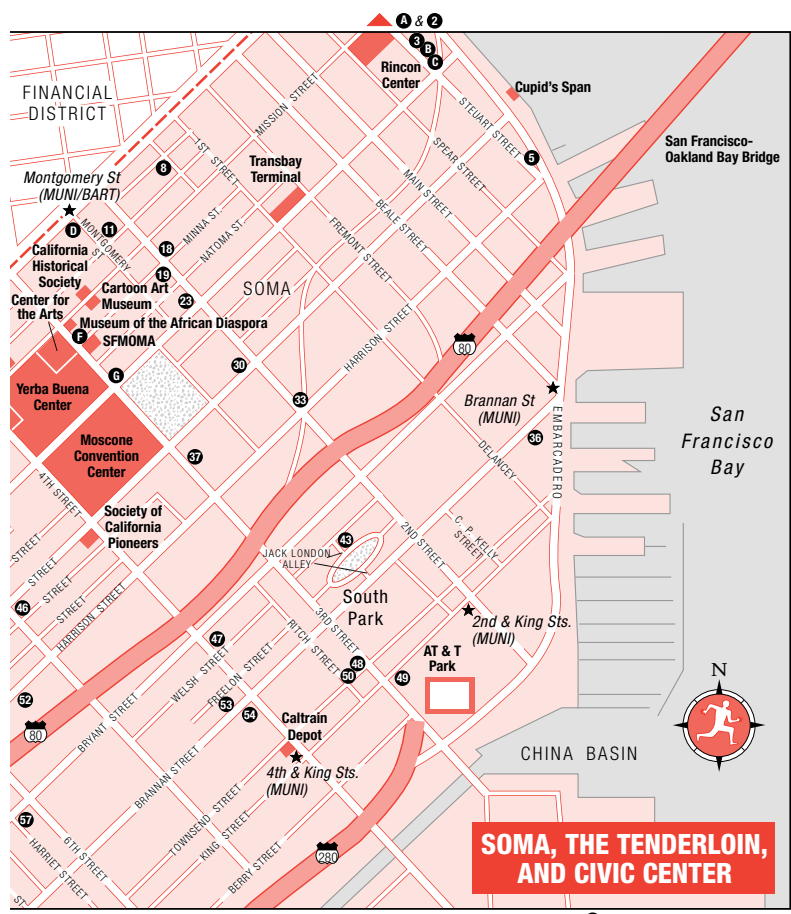 A & 2
3
B
C
Rincon
Center
Cupid's Span
FINANCIAL
DISTRICT
MISSION STREET
STEUART STREET
San Francisco-
Oakland Bay Bridge
5
1ST STREET
SPEAR STREET
8
Transbay
Terminal
MAIN STREET
Montgomery St
(MUNI/BART)
MINNA ST.
BEALE STREET
D
11
MONTGOMERY
ST
NATOMA ST.
FREMONT STREET
18
California
Historical
Society
19
Cartoon Art
Museum
SOMA
23
Center for
the Arts
Museum of the African Diaspora
F
SFMOMA
HARRISON STREET
80
30
G
Yerba Buena
Center
33
Brannan St
(MUNI)
EMBARCADERO
San
Francisco
Bay
Moscone
Convention
Center
36
37
DELANCEY
4TH STREET
Society of
California
Pioneers
2ND STREET
C. P. KELLY
STREET
43
JACK LONDON
ALLEY
STREET
STREET
STREET
STREET
South
Park
46
HARRISON STREET
3RD STREET
2nd & King Sts.
(MUNI)
RITCH STREET
47
AT & T
Park
WELSH STREET
48
50
49
FREELON STREET
N
52
53
54
80
BRYANT STREET
Caltrain
Depot
CHINA BASIN
4th & King Sts.
(MUNI)
BRANNAN STREET
TOWNSEND STREET
57
KING STREET
6TH STREET
HARRIET STREET
BERRY STREET
280
ST
SOMA, THE TENDERLOIN,
AND CIVIC CENTER